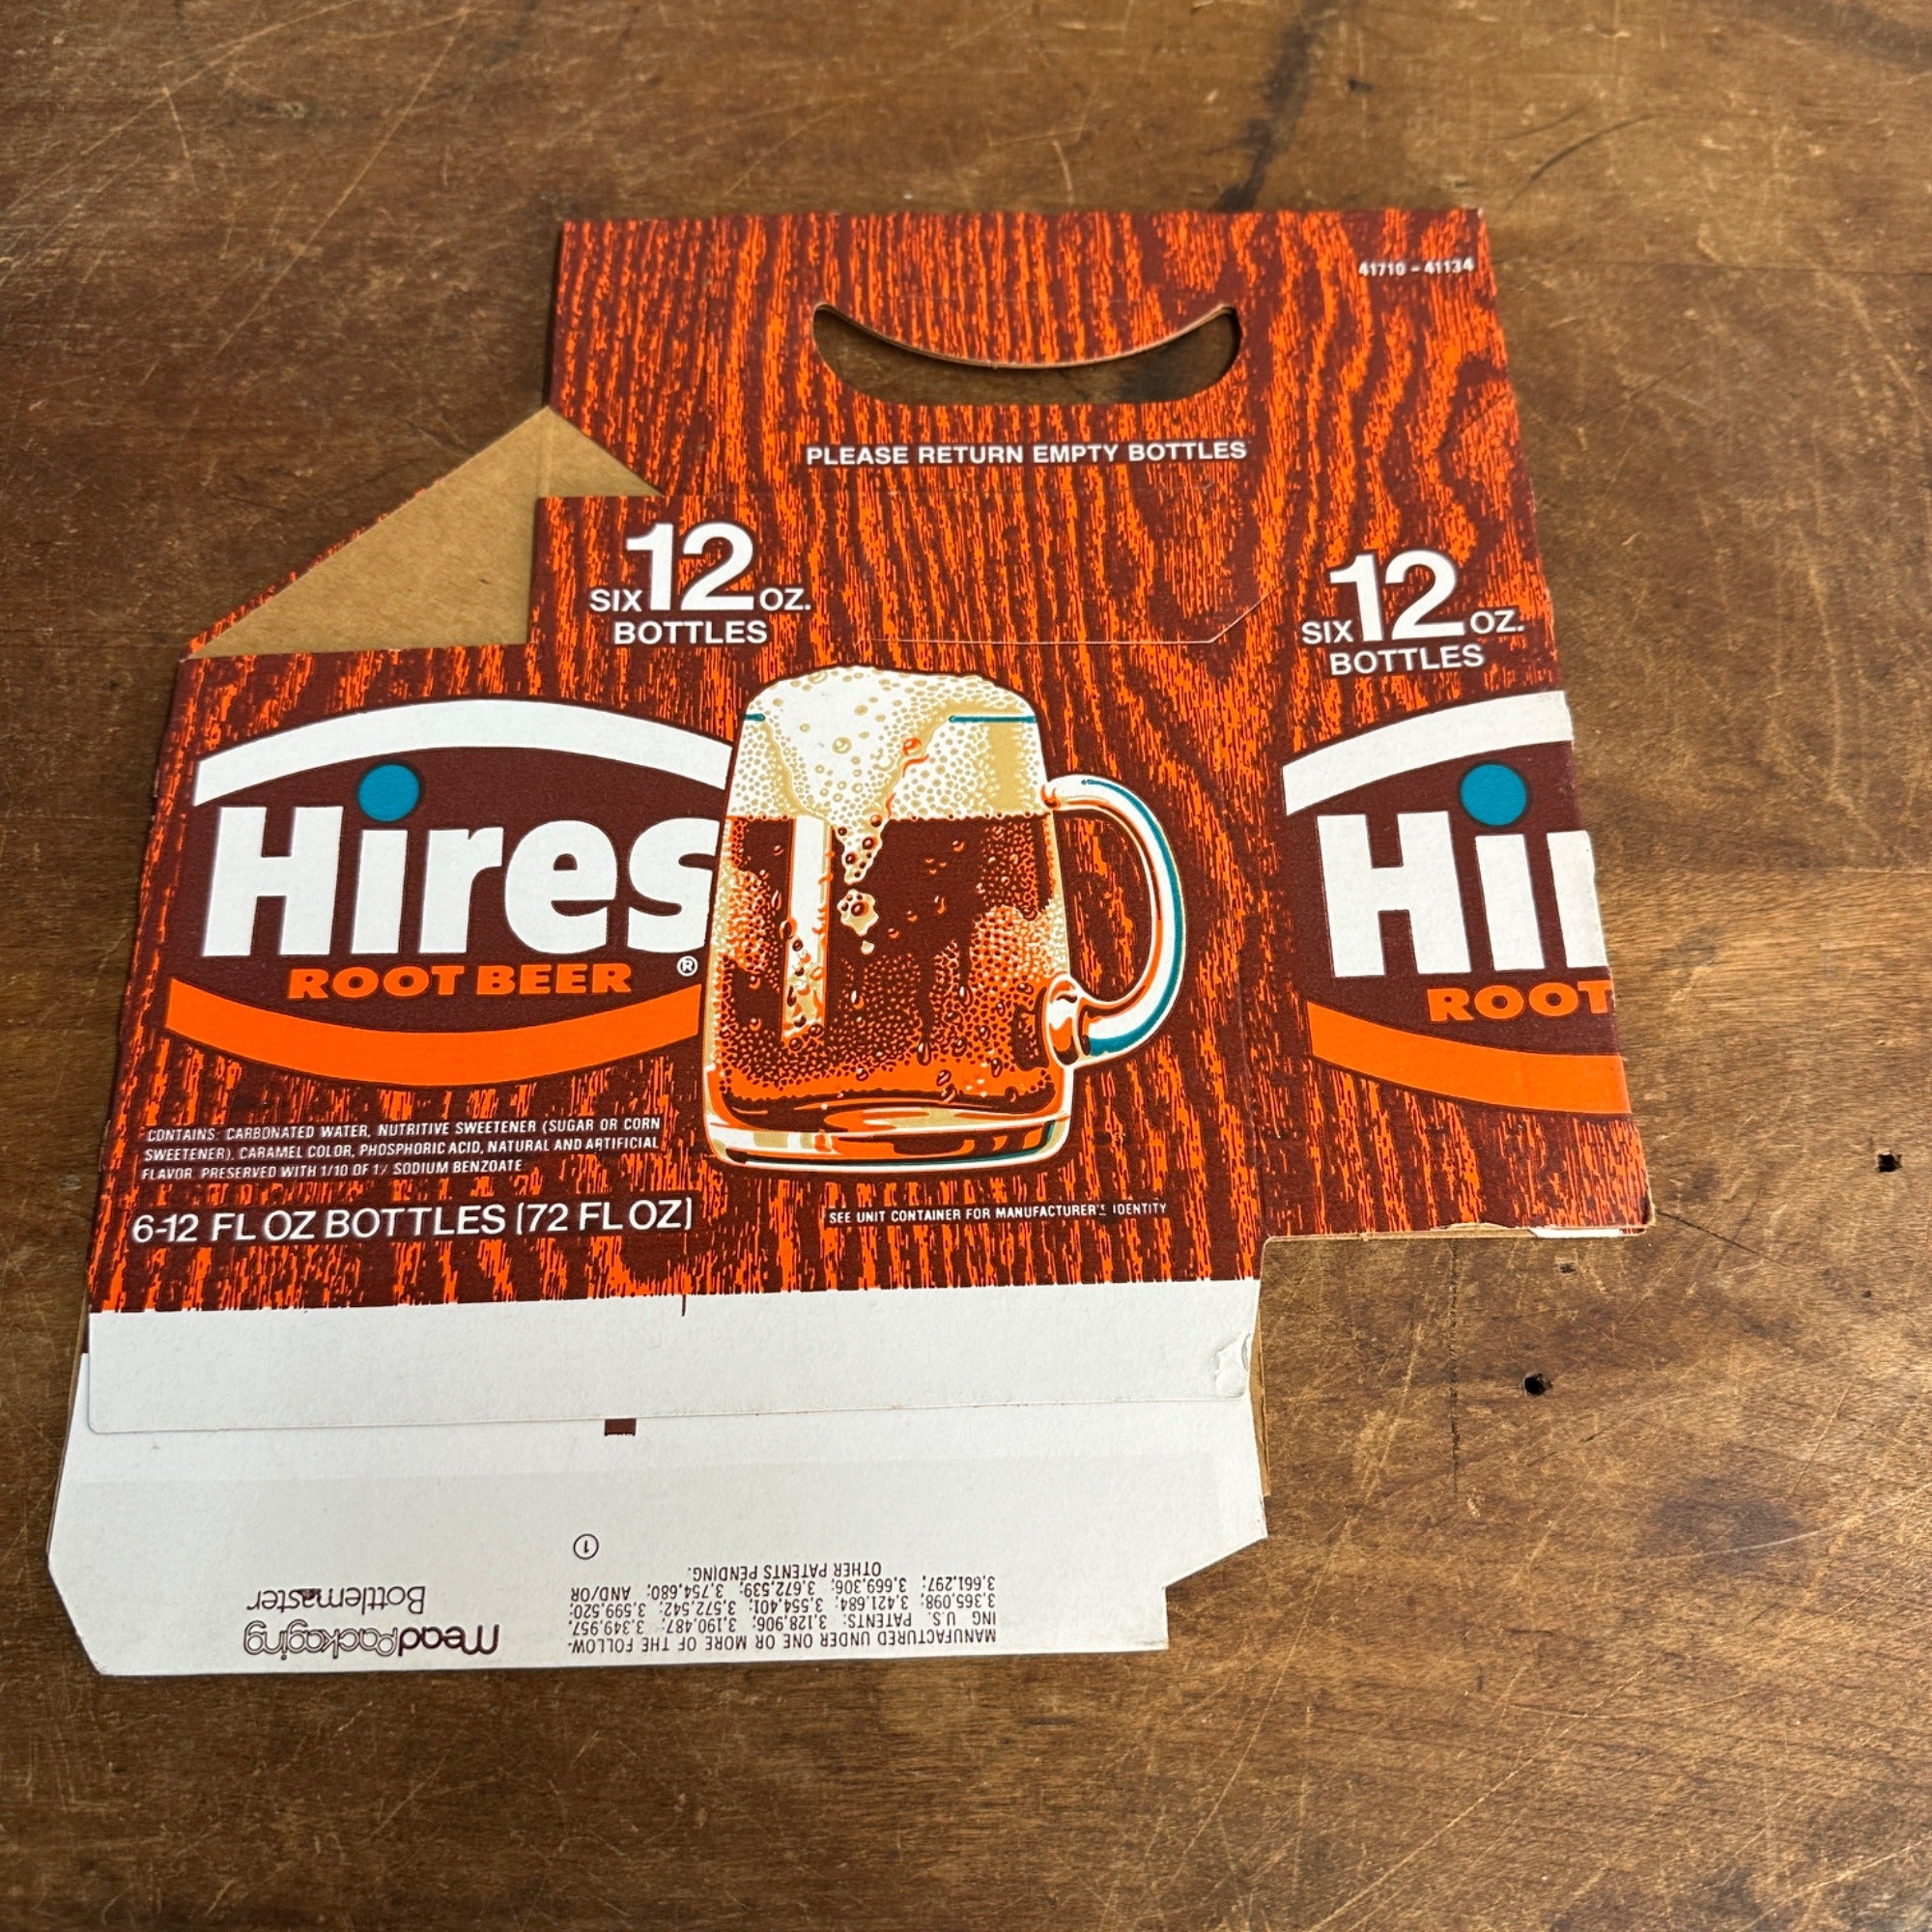 41710 - 41134
PLEASE RETURN EMPTY BOTTLES
SIX 12 OZ.
BOTTLES
SIX 12 OZ.
BOTTLES
Hires
ROOT BEER ®
Hir
ROOT
CONTAINS: CARBONATED WATER, NUTRITIVE SWEETENER (SUGAR OR CORN
SWEETENER), CARAMEL COLOR, PHOSPHORIC ACID, NATURAL AND ARTIFICIAL
FLAVOR. PRESERVED WITH 1/10 OF 1% SODIUM BENZOATE
6-12 FL OZ BOTTLES (72 FL OZ)
SEE UNIT CONTAINER FOR MANUFACTURER'S IDENTITY
Mead Packaging
Bottlemaster
MANUFACTURED UNDER ONE OR MORE OF THE FOLLOW-
ING U.S. PATENTS: 3,128,906; 3,190,487; 3,349,957;
3,365,098; 3,421,684; 3,554,401; 3,572,542; 3,599,520;
3,661,297; 3,669,306; 3,672,539; 3,754,680; AND/OR
OTHER PATENTS PENDING.
1